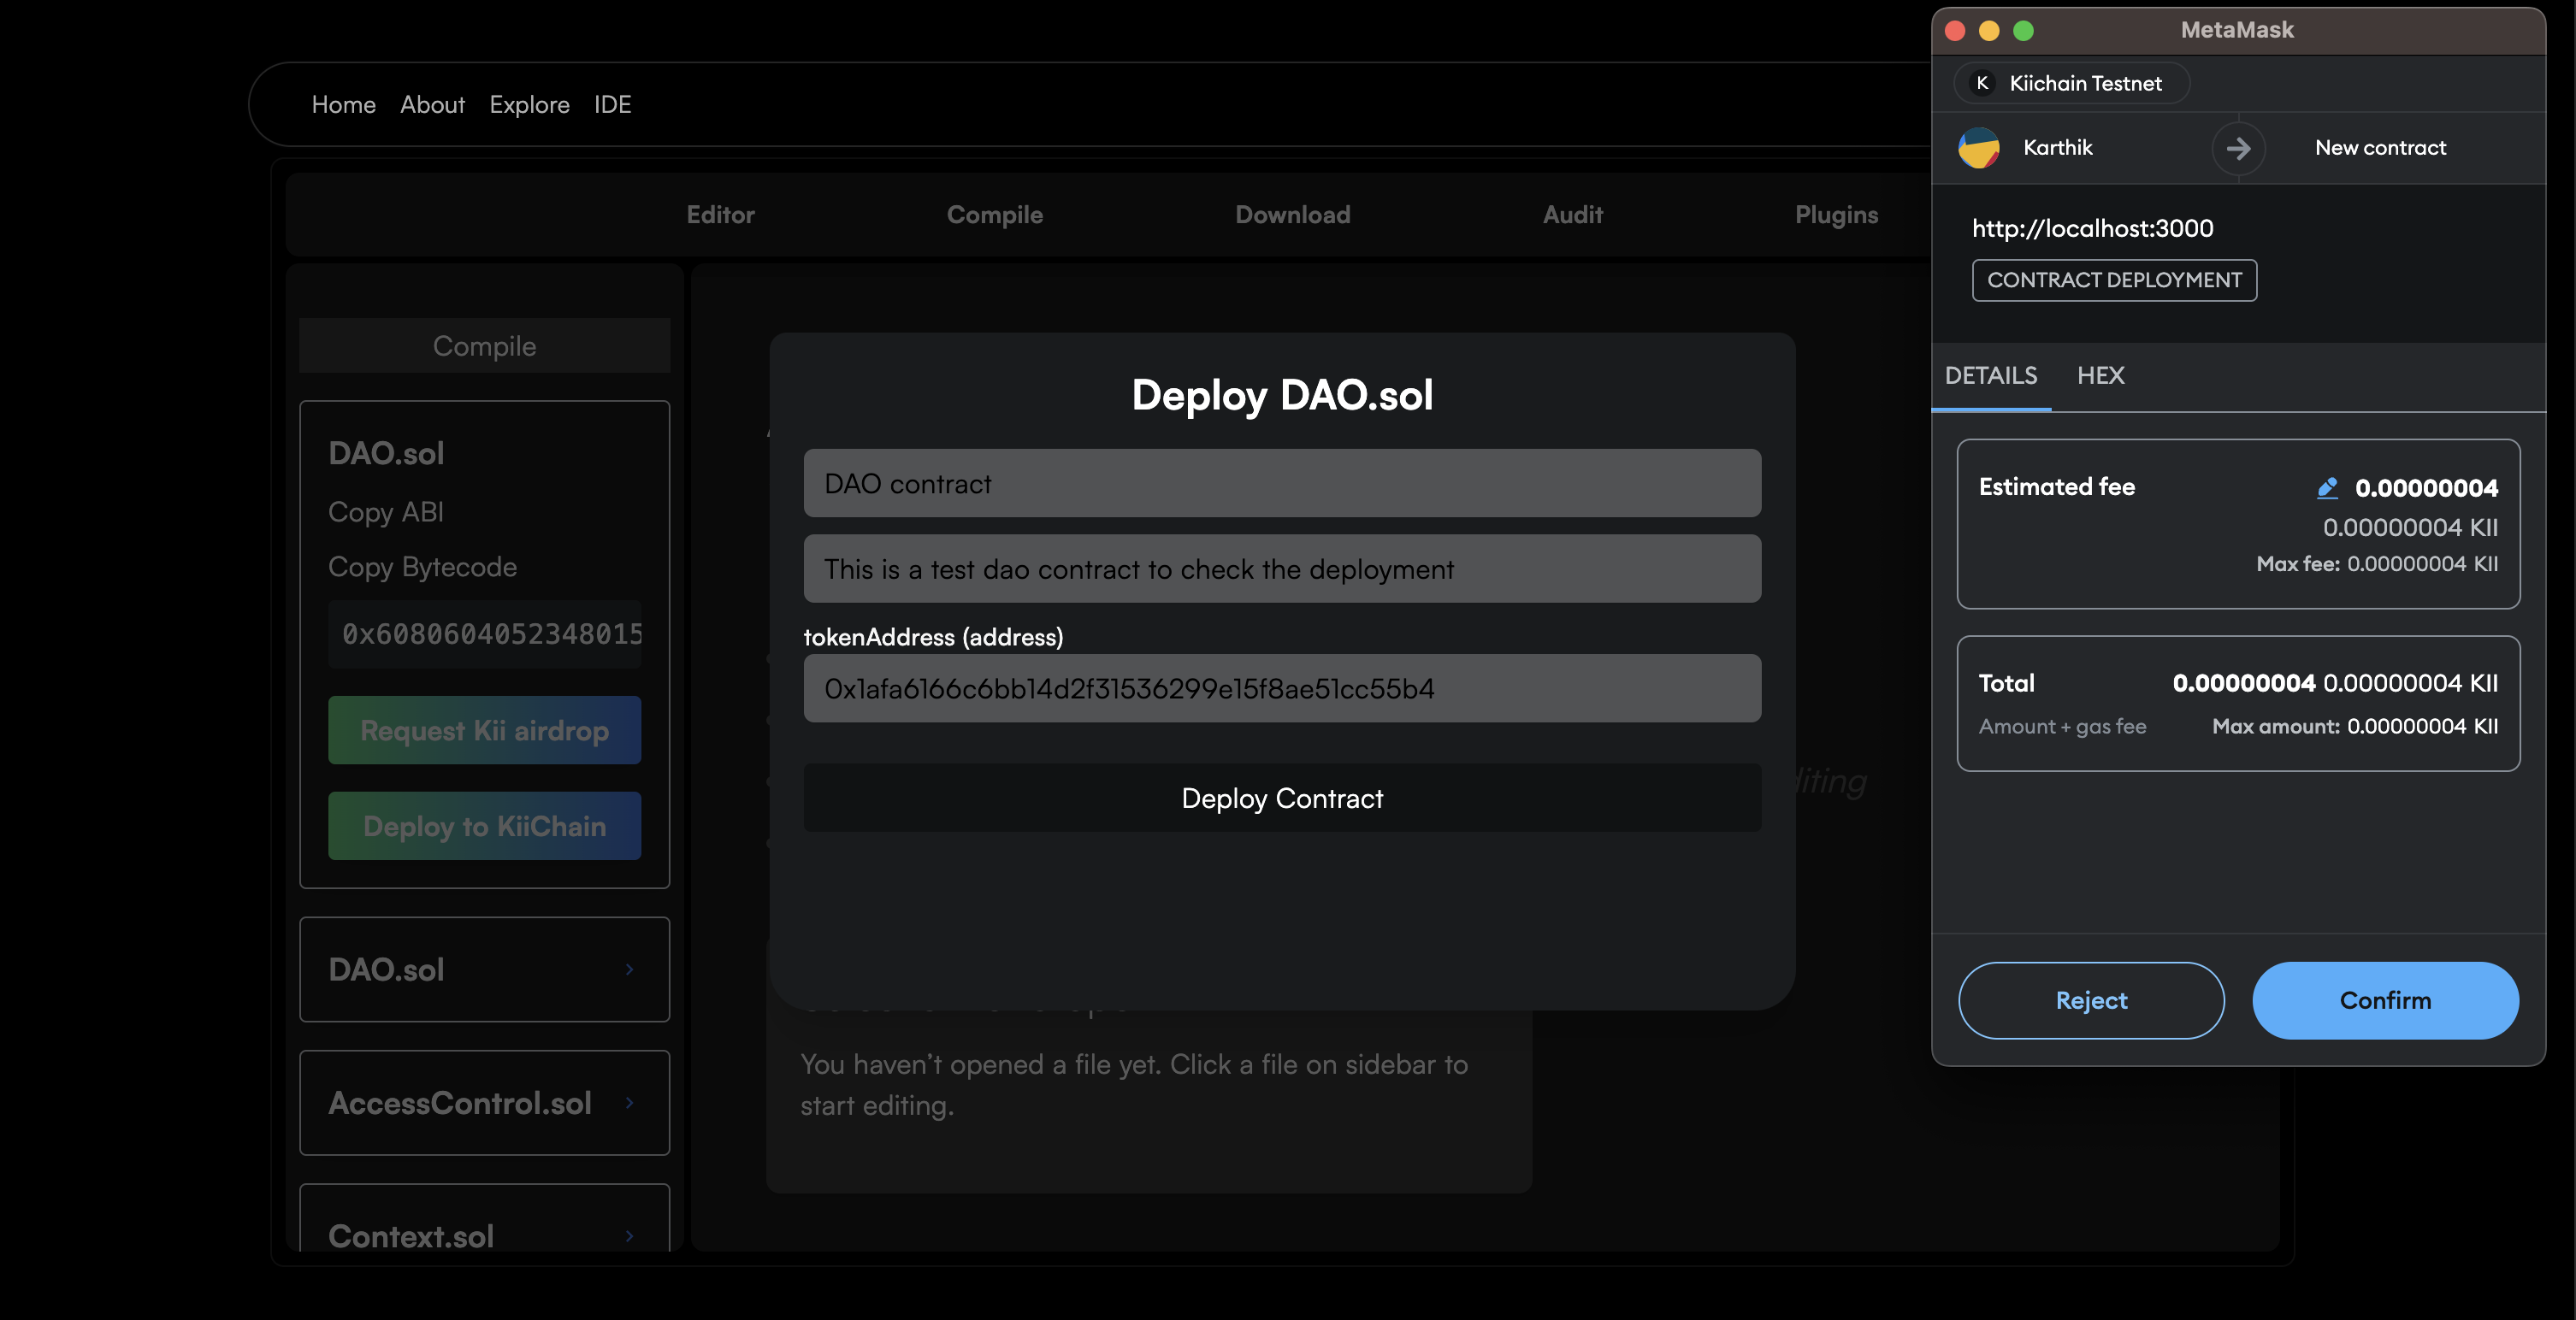 Home About Explore IDE
Editor Compile Download Audit Plugins
Compile
DAO.sol
Copy ABI
Copy Bytecode
0x6080604052348015
Request Kii airdrop
Deploy to KiiChain
DAO.sol
AccessControl.sol
Context.sol
Deploy DAO.sol
DAO contract
This is a test dao contract to check the deployment
tokenAddress (address)
0x1afa6166c6bb14d2f31536299e15f8ae51cc55b4
Deploy Contract
diting
You haven’t opened a file yet. Click a file on sidebar to
start editing.
MetaMask
K Kiichain Testnet
Karthik New contract
http://localhost:3000
CONTRACT DEPLOYMENT
DETAILS HEX
Estimated fee 0.00000004
0.00000004 KII
Max fee: 0.00000004 KII
Total 0.00000004 0.00000004 KII
Amount + gas fee Max amount: 0.00000004 KII
Reject Confirm